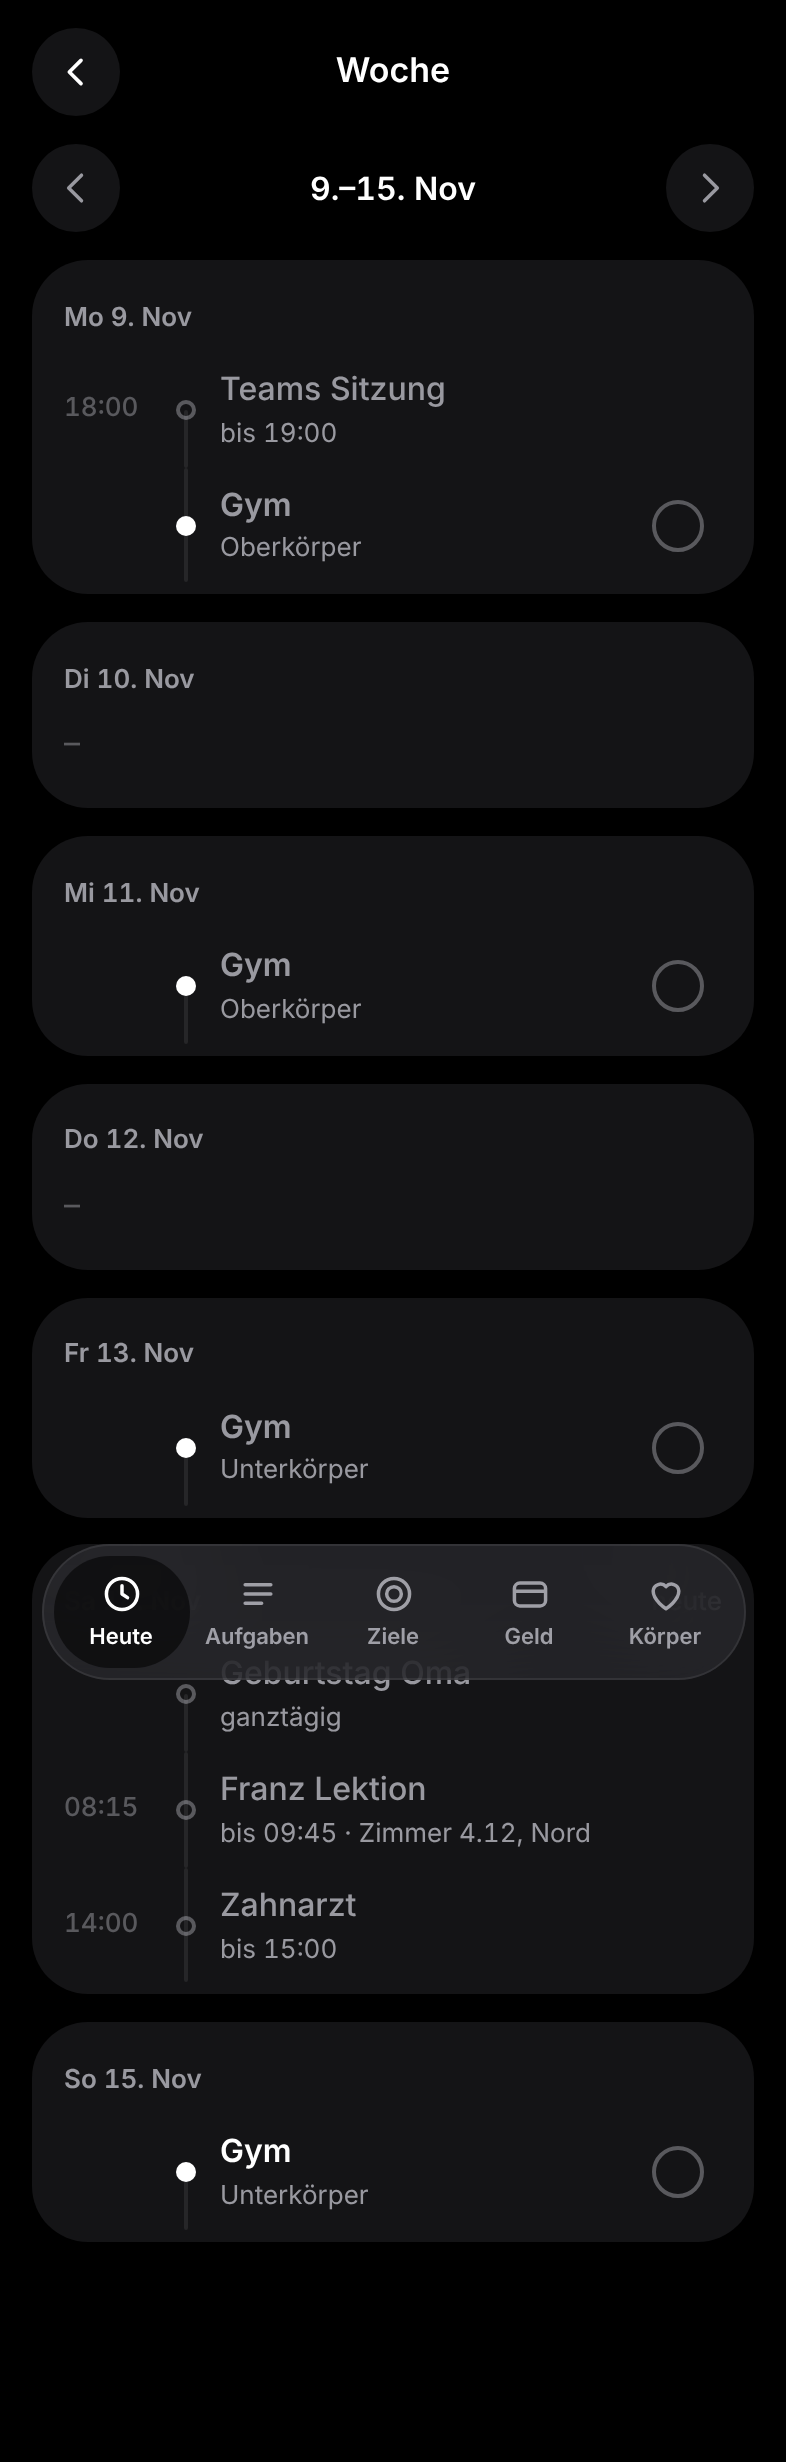 Woche
9.–15. Nov
Mo 9. Nov
18:00
Teams Sitzung
bis 19:00
Gym
Oberkörper
Di 10. Nov
–
Mi 11. Nov
Gym
Oberkörper
Do 12. Nov
–
Fr 13. Nov
Gym
Unterkörper
Heute
Aufgaben
Ziele
Geld
Körper
Geburtstag Oma
ganztägig
08:15
Franz Lektion
bis 09:45 · Zimmer 4.12, Nord
14:00
Zahnarzt
bis 15:00
So 15. Nov
Gym
Unterkörper